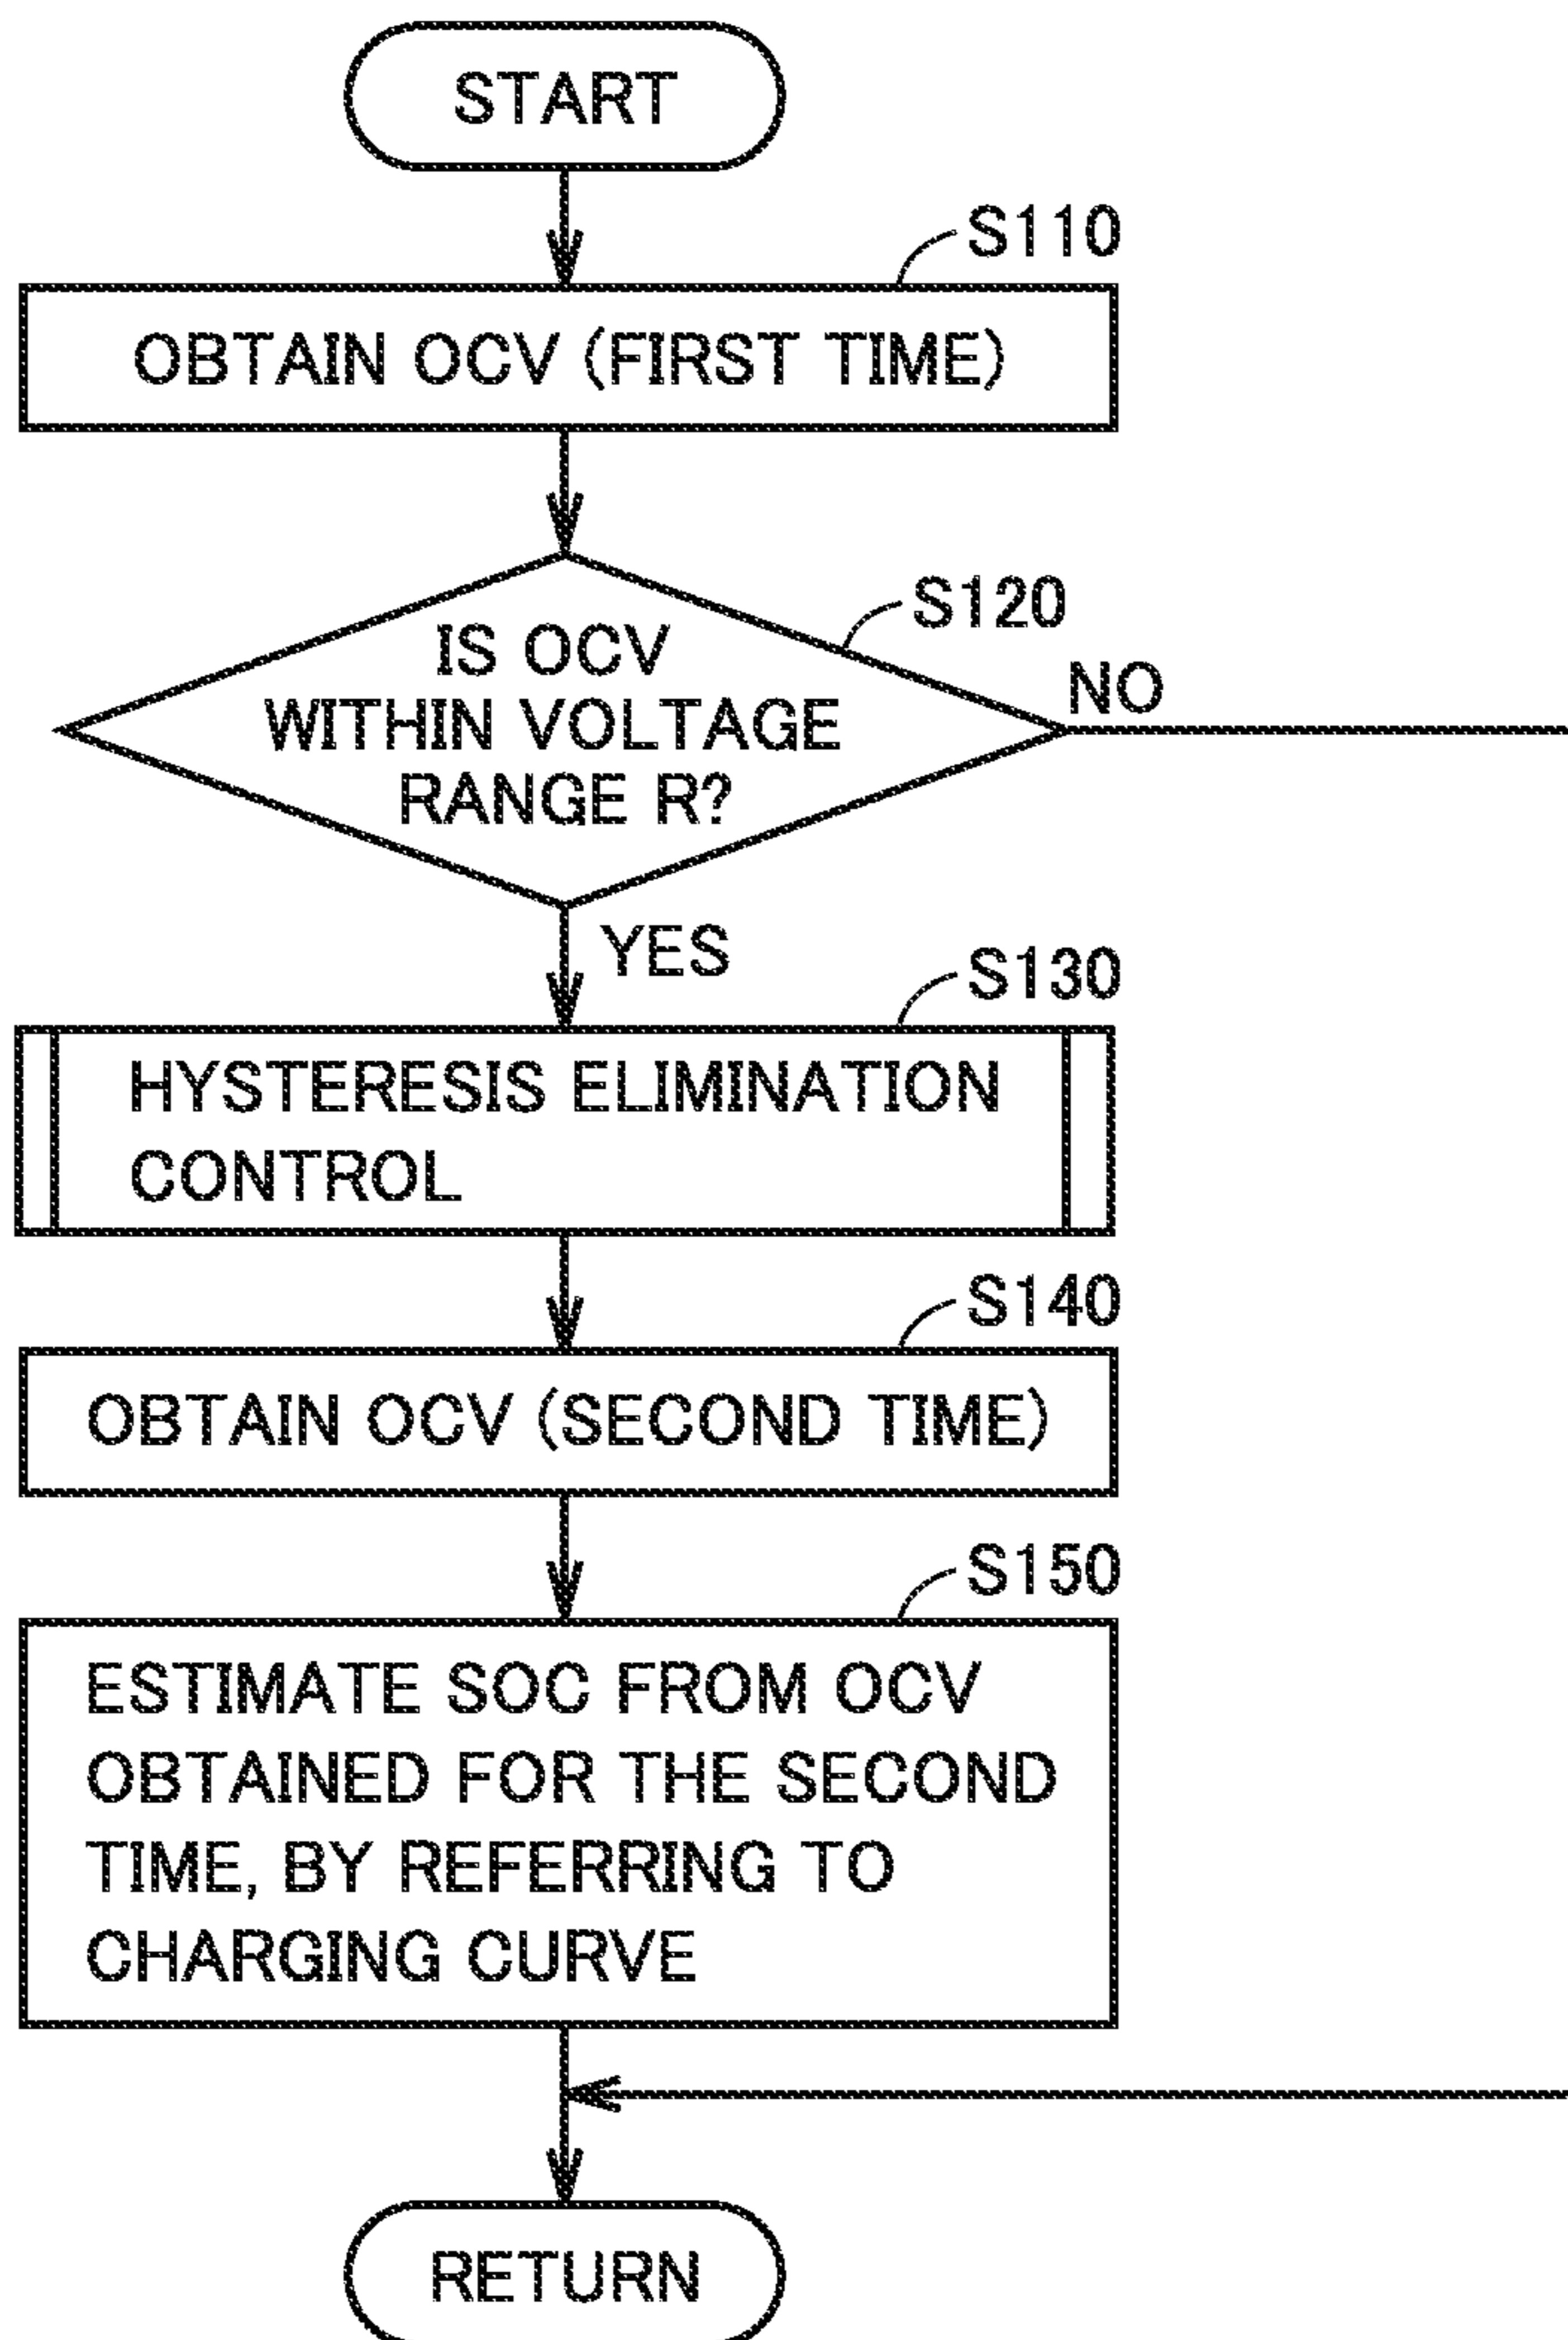 START
S110
OBTAIN OCV (FIRST TIME)
S120
IS OCV
WITHIN VOLTAGE
RANGE R?
NO
YES
S130
HYSTERESIS ELIMINATION
CONTROL
S140
OBTAIN OCV (SECOND TIME)
S150
ESTIMATE SOC FROM OCV
OBTAINED FOR THE SECOND
TIME, BY REFERRING TO
CHARGING CURVE
RETURN